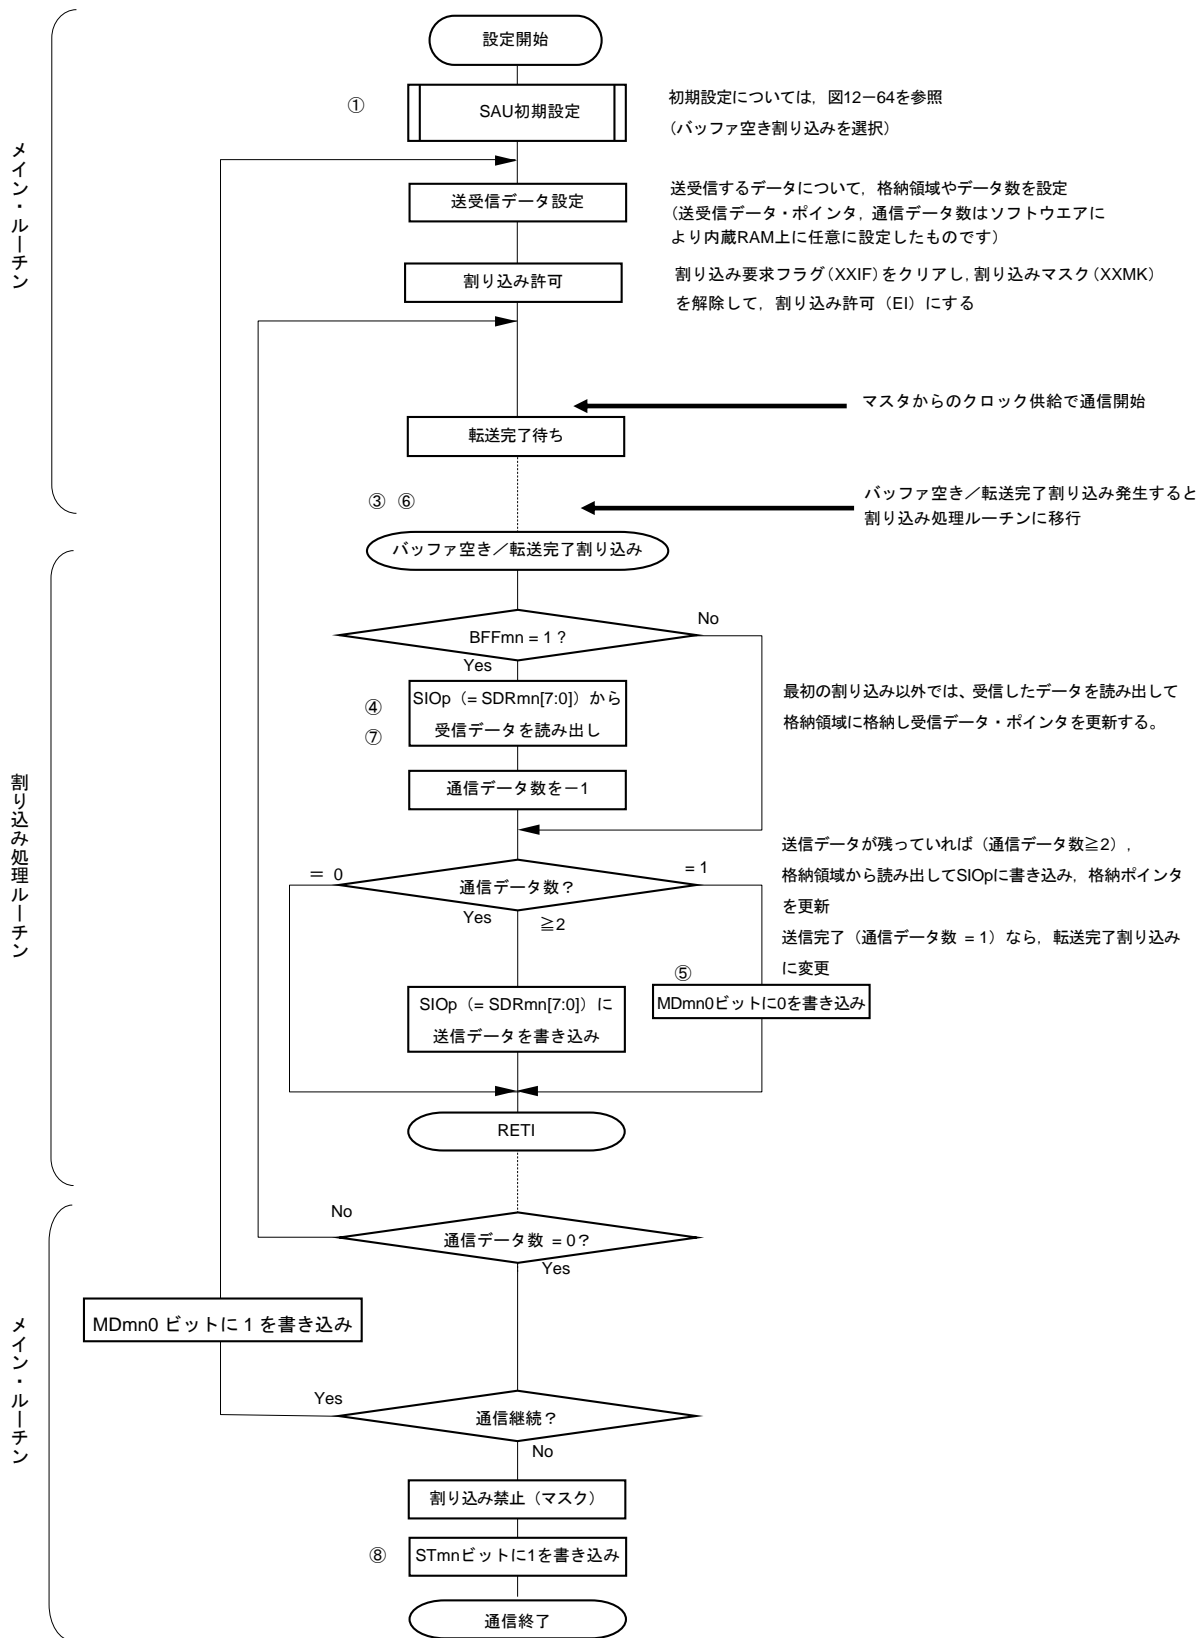 設定開始
①
SAU初期設定
初期設定については，図12－64を参照
（バッファ空き割り込みを選択）
メイン・ルーチン
送受信データ設定
送受信するデータについて，格納領域やデータ数を設定
（送受信データ・ポインタ，通信データ数はソフトウエアに
より内蔵RAM上に任意に設定したものです）
割り込み許可
割り込み要求フラグ（XXIF）をクリアし，割り込みマスク（XXMK）
を解除して，割り込み許可（EI）にする
マスタからのクロック供給で通信開始
転送完了待ち
③ ⑥
バッファ空き／転送完了割り込み発生すると
割り込み処理ルーチンに移行
バッファ空き／転送完了割り込み
割り込み処理ルーチン
BFFmn = 1？
No
Yes
④
⑦
SIOp（= SDRmn[7:0]）から
受信データを読み出し
最初の割り込み以外では、受信したデータを読み出して
格納領域に格納し受信データ・ポインタを更新する。
通信データ数を－1
通信データ数？
＝ 0
= 1
Yes
≧2
送信データが残っていれば（通信データ数≧2），
格納領域から読み出してSIOpに書き込み，格納ポインタ
を更新
送信完了（通信データ数 = 1）なら，転送完了割り込み
に変更
⑤
MDmn0ビットに0を書き込み
SIOp（= SDRmn[7:0]）に
送信データを書き込み
RETI
メイン・ルーチン
No
通信データ数 = 0？
Yes
MDmn0 ビットに 1 を書き込み
Yes
通信継続？
No
割り込み禁止（マスク）
⑧
STmnビットに1を書き込み
通信終了